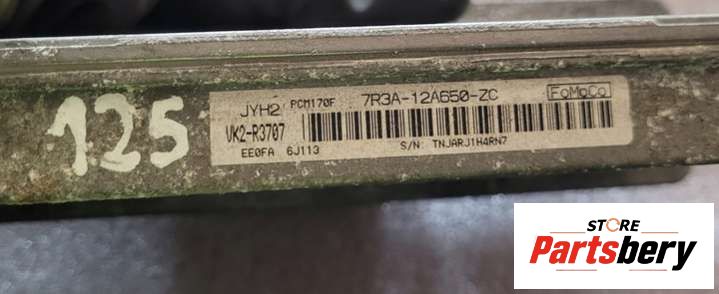 125
JYH2 PCM170F 7R3A-12A650-ZC FoMoCo
VK2-R3707
EE0FA 6J113 S/N: TNJARJ1H4RN7
STORE
Partsbery